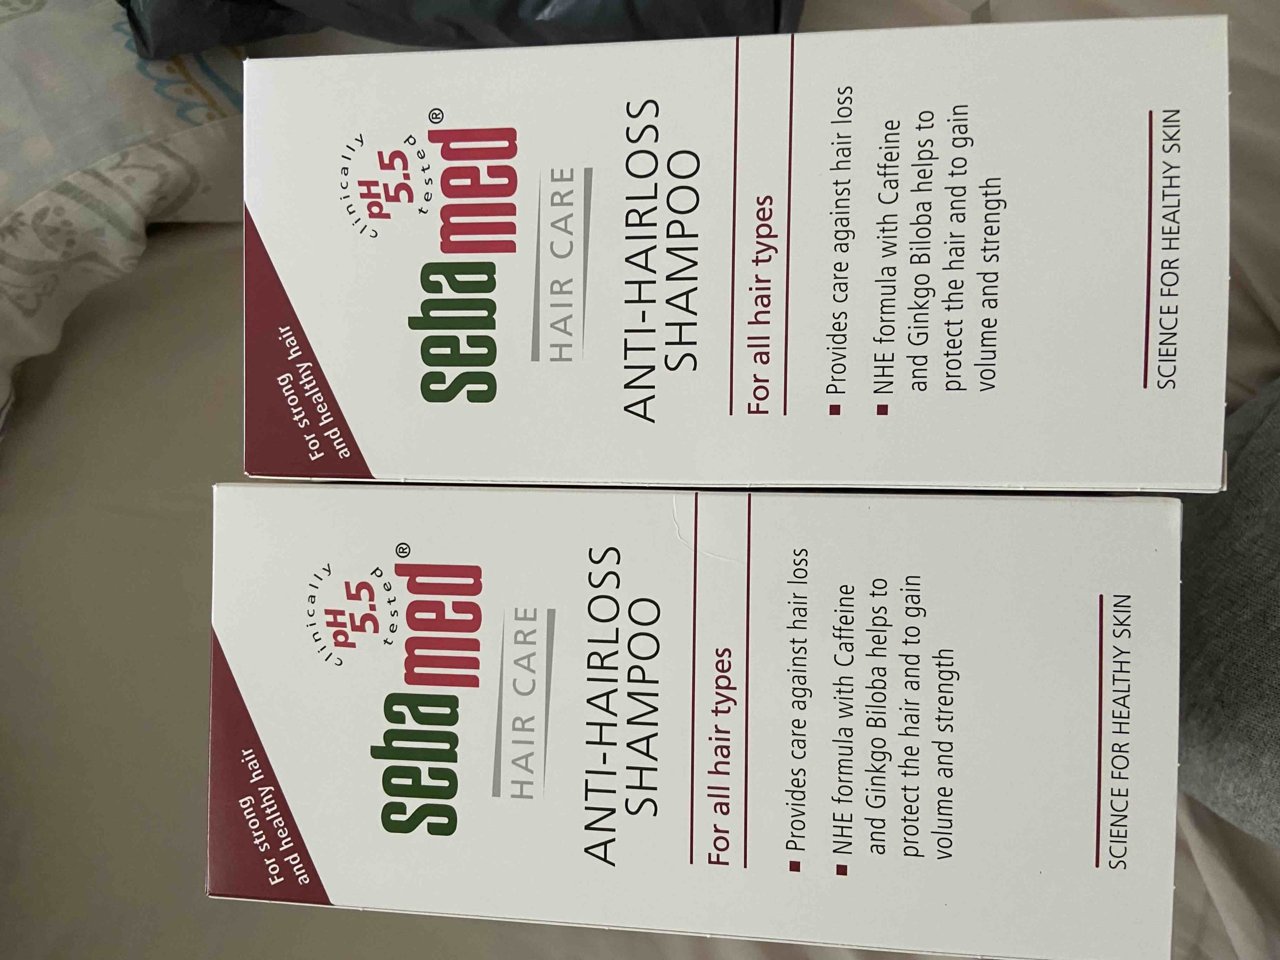 For strong
and healthy hair
clinically
pH
5.5
tested
sebamed®
HAIR CARE
ANTI-HAIRLOSS
SHAMPOO
For all hair types
▪ Provides care against hair loss
▪ NHE formula with Caffeine
and Ginkgo Biloba helps to
protect the hair and to gain
volume and strength
SCIENCE FOR HEALTHY SKIN
For strong
and healthy hair
clinically
pH
5.5
tested
sebamed®
HAIR CARE
ANTI-HAIRLOSS
SHAMPOO
For all hair types
▪ Provides care against hair loss
▪ NHE formula with Caffeine
and Ginkgo Biloba helps to
protect the hair and to gain
volume and strength
SCIENCE FOR HEALTHY SKIN